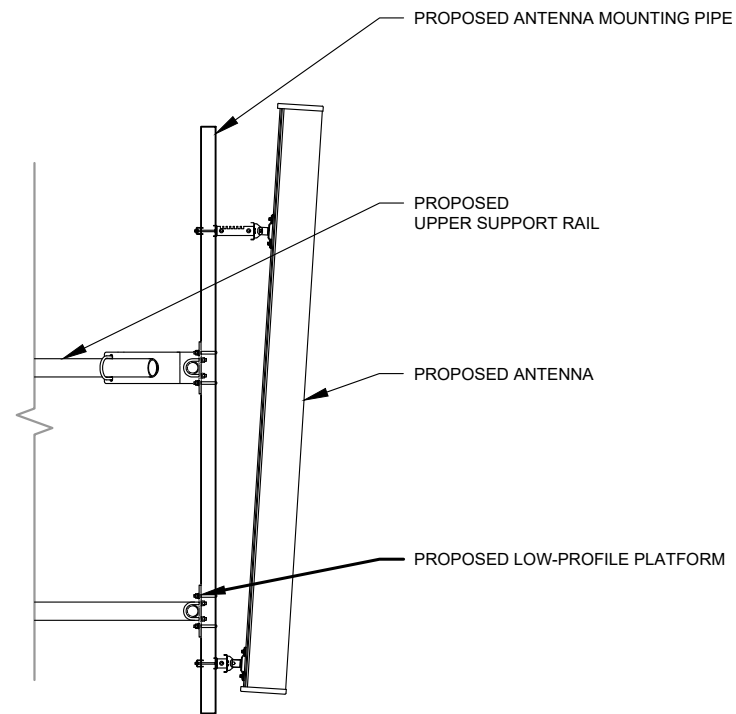 PROPOSED ANTENNA MOUNTING PIPE
PROPOSED
UPPER SUPPORT RAIL
PROPOSED ANTENNA
PROPOSED LOW-PROFILE PLATFORM